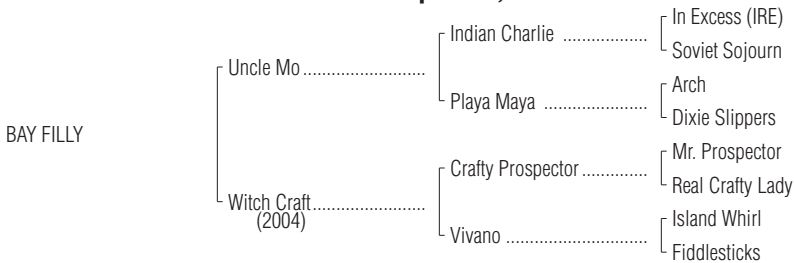 In Excess (IRE)
Indian Charlie ....................
Soviet Sojourn
Uncle Mo ..............................
Arch
Playa Maya .........................
Dixie Slippers
BAY FILLY
Mr. Prospector
Crafty Prospector ................
Real Crafty Lady
Witch Craft...........................
(2004)
Island Whirl
Vivano ..................................
Fiddlesticks